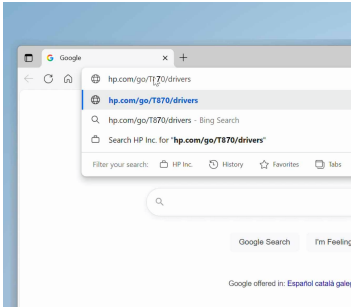 Google
hp.com/go/T870/drivers
hp.com/go/T870/drivers
hp.com/go/T870/drivers - Bing Search
Search HP Inc. for "hp.com/go/T870/drivers"
Filter your search: HP Inc. History Favorites Tabs
Google Search I'm Feeling
Google offered in: Español català galeg